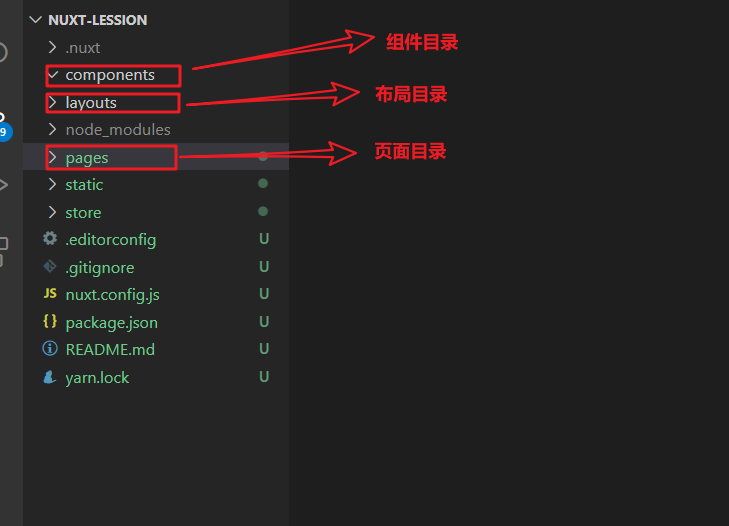 NUXT-LESSION
.nuxt
components
组件目录
layouts
布局目录
node_modules
pages
页面目录
static
store
.editorconfig U
.gitignore U
JS nuxt.config.js U
{ } package.json U
README.md U
yarn.lock U
9